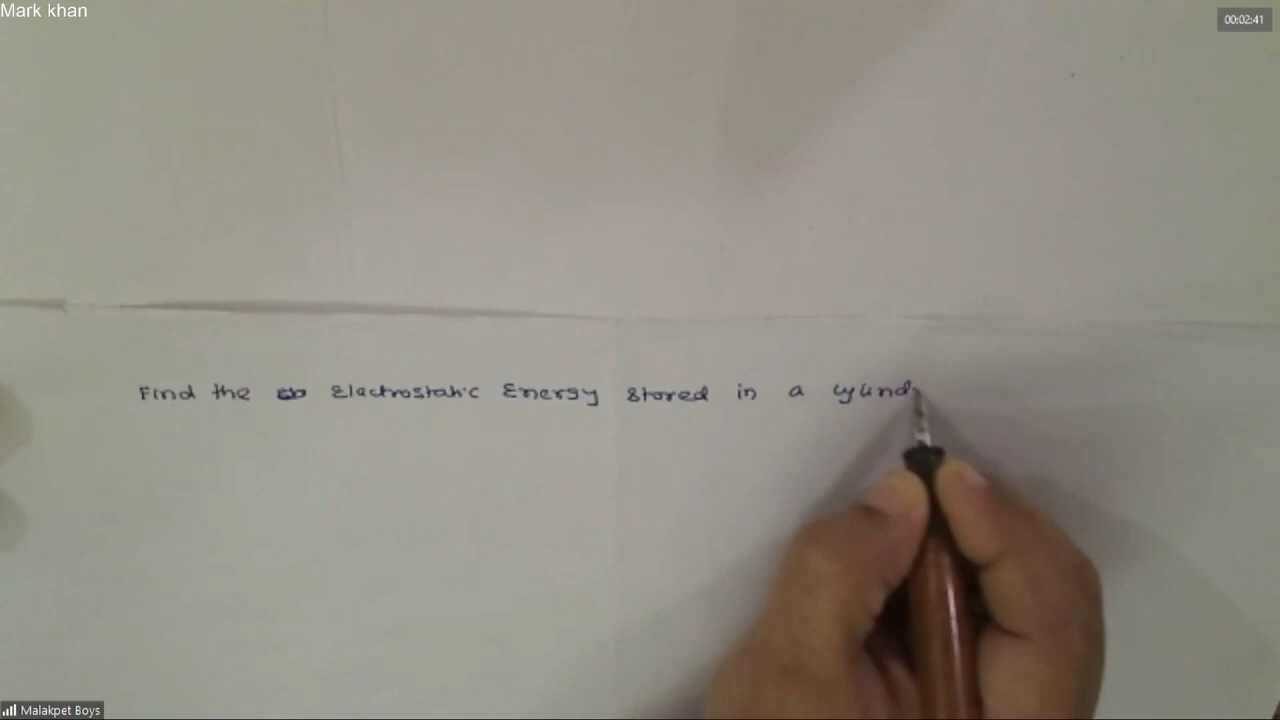 Mark khan
00:02:41
Find the Electrostatic Energy Stored in a cylind
Malakpet Boys